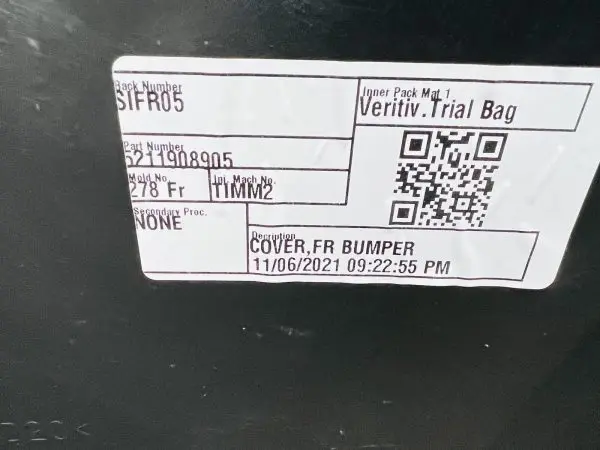 Back Number
SIFR05
Inner Pack Mat 1
Veritiv.Trial Bag
Part Number
5211908905
Mold No.
278 Fr
Inj. Mach No.
TIMM2
Secondary Proc.
NONE
Decription
COVER,FR BUMPER
11/06/2021 09:22:55 PM